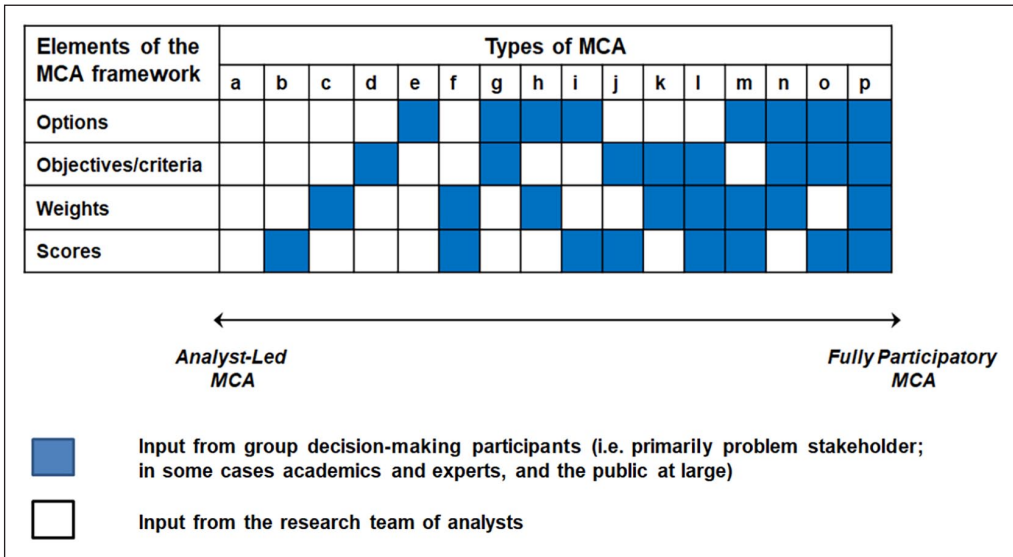 Elements of the
MCA framework
Types of MCA
a b c d e f g h i j k l m n o p
Options
Objectives/criteria
Weights
Scores
Analyst-Led
MCA
Fully Participatory
MCA
Input from group decision-making participants (i.e. primarily problem stakeholder;
in some cases academics and experts, and the public at large)
Input from the research team of analysts